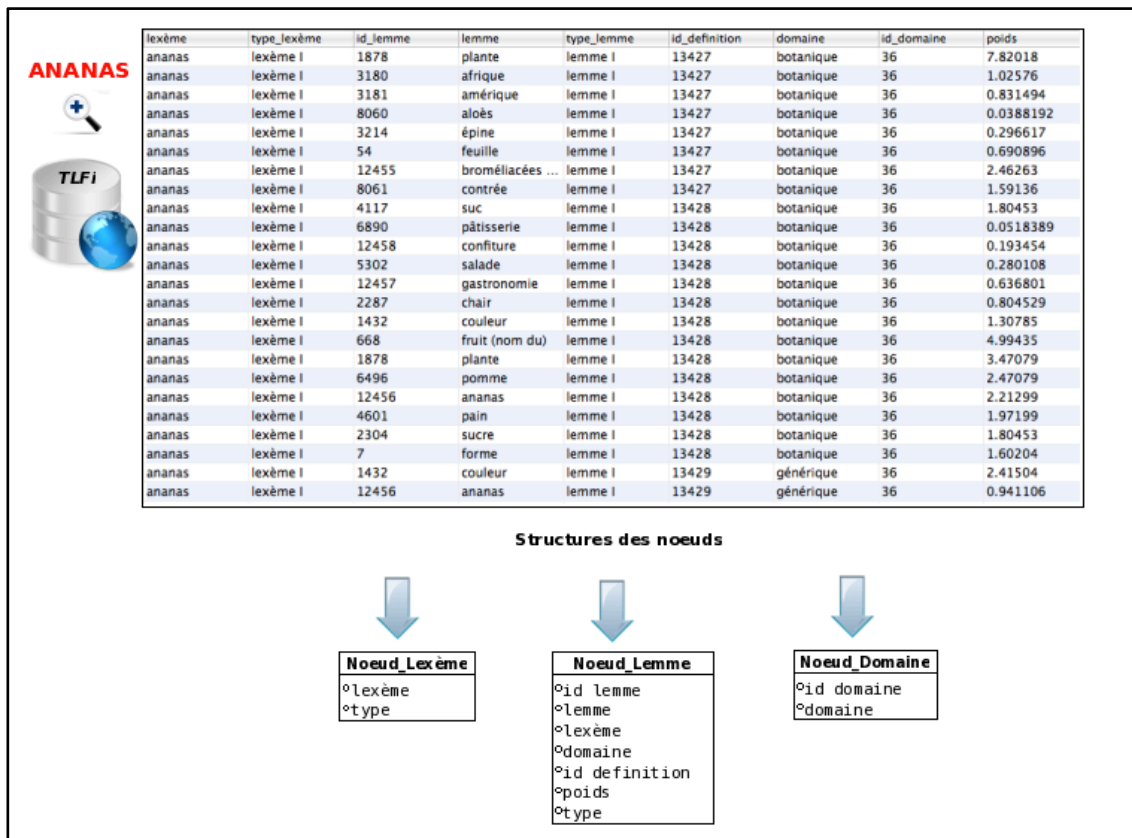 lexème type_lexème id_lemme lemme type_lemme id_definition domaine id_domaine poids
ananas lexème I 1878 plante lemme I 13427 botanique 36 7.82018
ananas lexème I 3180 afrique lemme I 13427 botanique 36 1.02576
ananas lexème I 3181 amérique lemme I 13427 botanique 36 0.831494
ananas lexème I 8060 aloès lemme I 13427 botanique 36 0.0388192
ananas lexème I 3214 épine lemme I 13427 botanique 36 0.296617
ananas lexème I 54 feuille lemme I 13427 botanique 36 0.690896
ananas lexème I 12455 broméliacées ... lemme I 13427 botanique 36 2.46263
ananas lexème I 8061 contrée lemme I 13427 botanique 36 1.59136
ananas lexème I 4117 suc lemme I 13428 botanique 36 1.80453
ananas lexème I 6890 pâtisserie lemme I 13428 botanique 36 0.0518389
ananas lexème I 12458 confiture lemme I 13428 botanique 36 0.193454
ananas lexème I 5302 salade lemme I 13428 botanique 36 0.280108
ananas lexème I 12457 gastronomie lemme I 13428 botanique 36 0.636801
ananas lexème I 2287 chair lemme I 13428 botanique 36 0.804529
ananas lexème I 1432 couleur lemme I 13428 botanique 36 1.30785
ananas lexème I 668 fruit (nom du) lemme I 13428 botanique 36 4.99435
ananas lexème I 1878 plante lemme I 13428 botanique 36 3.47079
ananas lexème I 6496 pomme lemme I 13428 botanique 36 2.47079
ananas lexème I 12456 ananas lemme I 13428 botanique 36 2.21299
ananas lexème I 4601 pain lemme I 13428 botanique 36 1.97199
ananas lexème I 2304 sucre lemme I 13428 botanique 36 1.80453
ananas lexème I 7 forme lemme I 13428 botanique 36 1.60204
ananas lexème I 1432 couleur lemme I 13429 générique 36 2.41504
ananas lexème I 12456 ananas lemme I 13429 générique 36 0.941106
ANANAS
TLFi
Structures des noeuds
Noeud_Lexème
lexème
type
Noeud_Lemme
id lemme
lemme
lexème
domaine
id definition
poids
type
Noeud_Domaine
id domaine
domaine